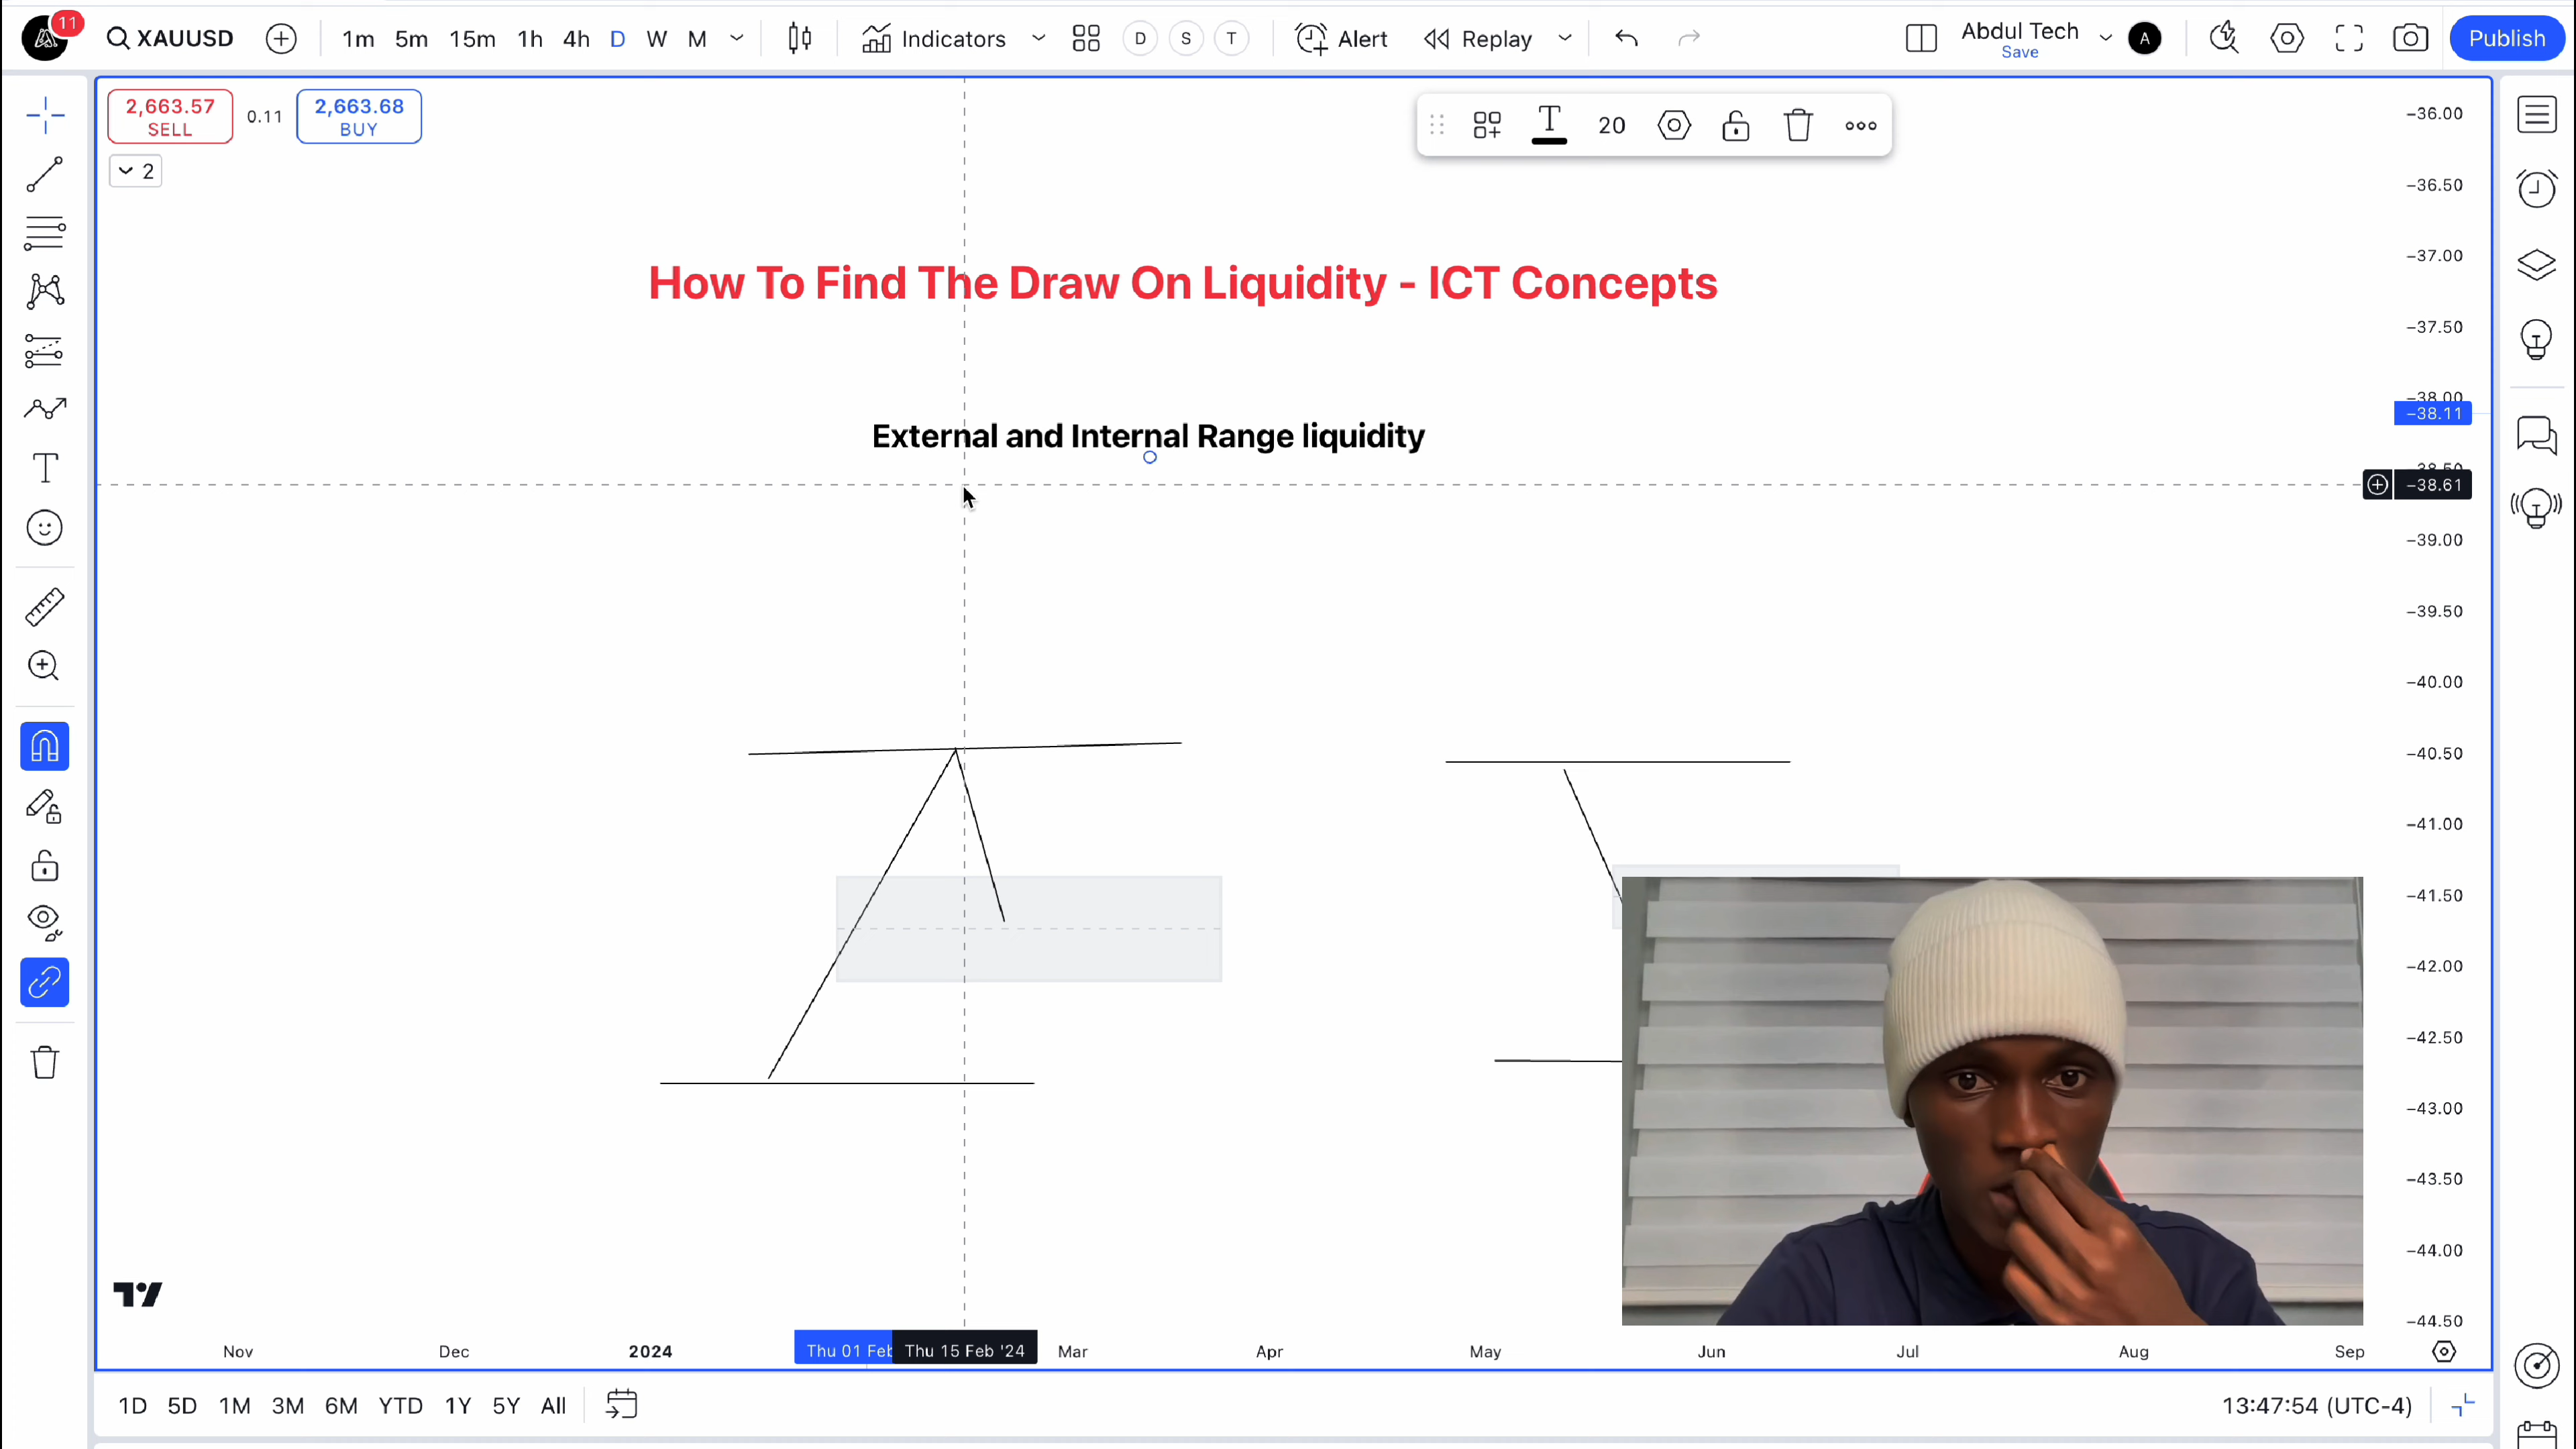 11
XAUUSD 1m 5m 15m 1h 4h D W M Indicators D S T Alert Replay Abdul Tech A Publish
Save
2,663.57 0.11 2,663.68
SELL BUY
2
T 20
How To Find The Draw On Liquidity - ICT Concepts
External and Internal Range liquidity
−36.00
−36.50
−37.00
−37.50
−38.00
−38.11
−38.50
−38.61
−39.00
−39.50
−40.00
−40.50
−41.00
−41.50
−42.00
−42.50
−43.00
−43.50
−44.00
−44.50
Nov Dec 2024 Thu 01 Feb Thu 15 Feb '24 Mar Apr May Jun Jul Aug Sep
1D 5D 1M 3M 6M YTD 1Y 5Y All 13:47:54 (UTC-4)